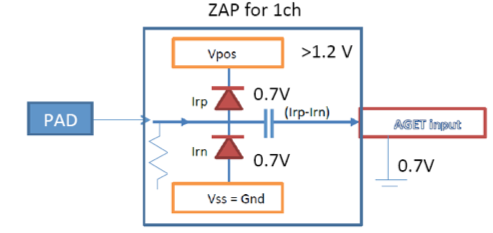 ZAP for 1ch
Vpos
>1.2 V
Irp
0.7V
(Irp-Irn)
PAD
AGET input
Irn
0.7V
0.7V
Vss = Gnd